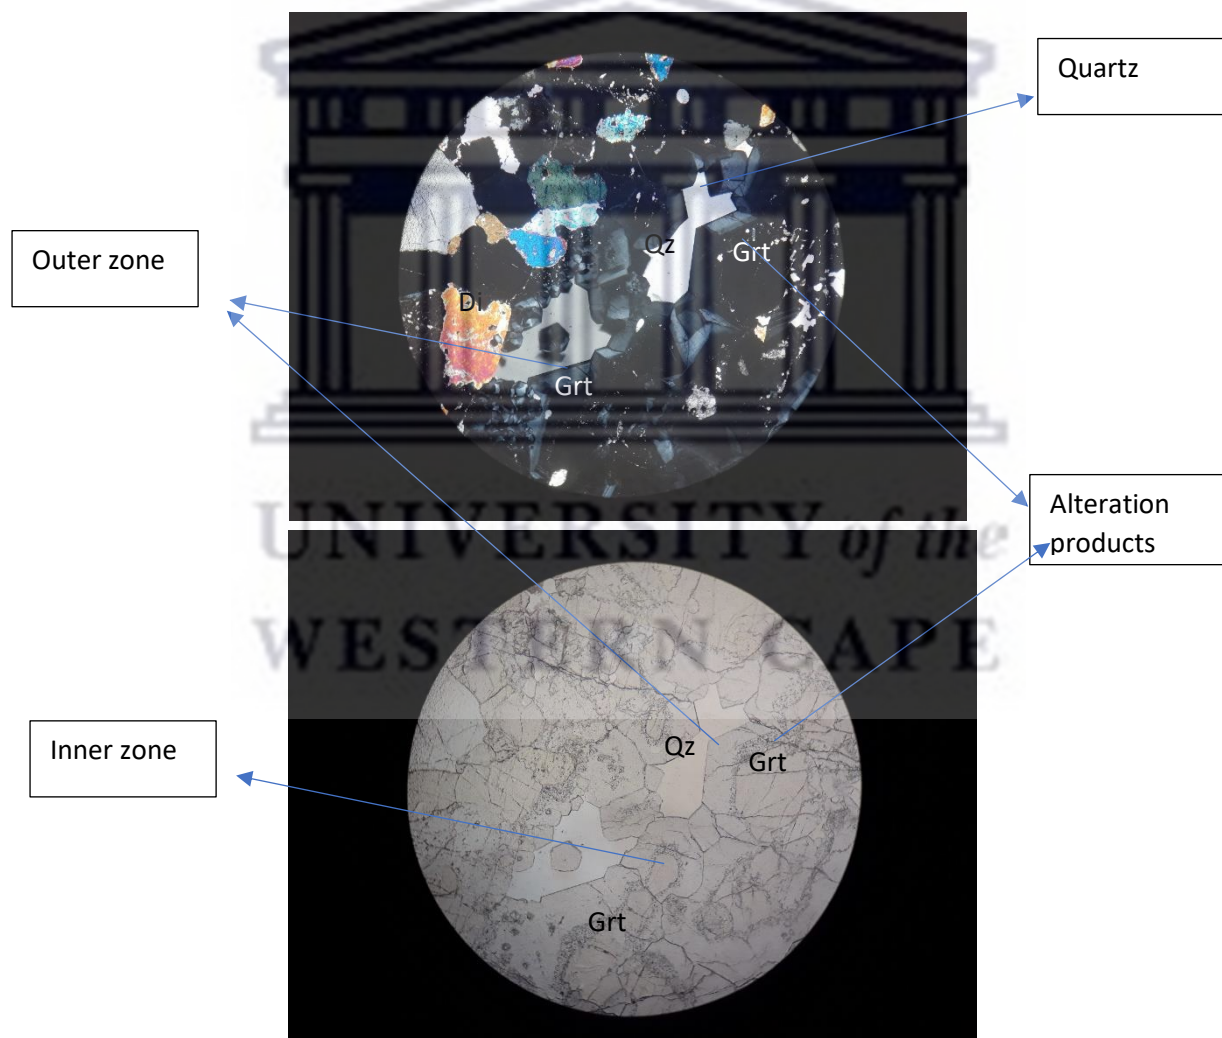 Quartz
Outer zone
Qz
Grt
Di
Grt
Alteration
products
UNIVERSITY of the
WESTERN CAPE
Inner zone
Qz
Grt
Grt